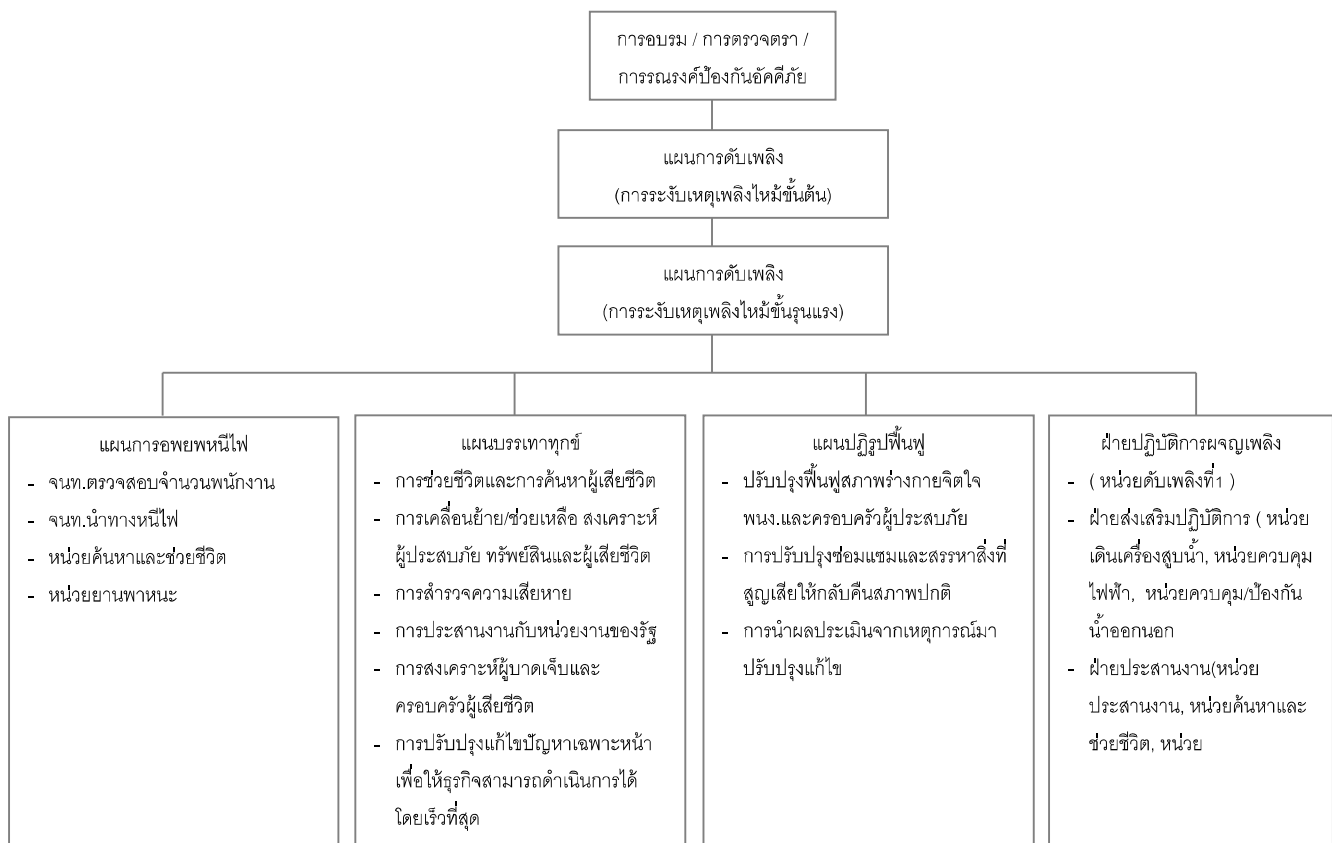 การอบรม / การตรวจตรา /
การรณรงค์ป้องกันอัคคีภัย
แผนการดับเพลิง
(การระงับเหตุเพลิงไหม้ขั้นต้น)
แผนการดับเพลิง
(การระงับเหตุเพลิงไหม้ขั้นรุนแรง)
แผนการอพยพหนีไฟ
- จนท.ตรวจสอบจำนวนพนักงาน
- จนท.นำทางหนีไฟ
- หน่วยค้นหาและช่วยชีวิต
- หน่วยยานพาหนะ
แผนบรรเทาทุกข์
- การช่วยชีวิตและการค้นหาผู้เสียชีวิต
- การเคลื่อนย้าย/ช่วยเหลือ สงเคราะห์
ผู้ประสบภัย ทรัพย์สินและผู้เสียชีวิต
- การสำรวจความเสียหาย
- การประสานงานกับหน่วยงานของรัฐ
- การสงเคราะห์ผู้บาดเจ็บและ
ครอบครัวผู้เสียชีวิต
- การปรับปรุงแก้ไขปัญหาเฉพาะหน้า
เพื่อให้ธุรกิจสามารถดำเนินการได้
โดยเร็วที่สุด
แผนปฏิรูปฟื้นฟู
- ปรับปรุงฟื้นฟูสภาพร่างกายจิตใจ
พนง.และครอบครัวผู้ประสบภัย
- การปรับปรุงซ่อมแซมและสรรหาสิ่งที่
สูญเสียให้กลับคืนสภาพปกติ
- การนำผลประเมินจากเหตุการณ์มา
ปรับปรุงแก้ไข
ฝ่ายปฏิบัติการผจญเพลิง
- ( หน่วยดับเพลิงที่1 )
- ฝ่ายส่งเสริมปฏิบัติการ ( หน่วย
เดินเครื่องสูบน้ำ, หน่วยควบคุม
ไฟฟ้า, หน่วยควบคุม/ป้องกัน
น้ำออกนอก
- ฝ่ายประสานงาน(หน่วย
ประสานงาน, หน่วยค้นหาและ
ช่วยชีวิต, หน่วย